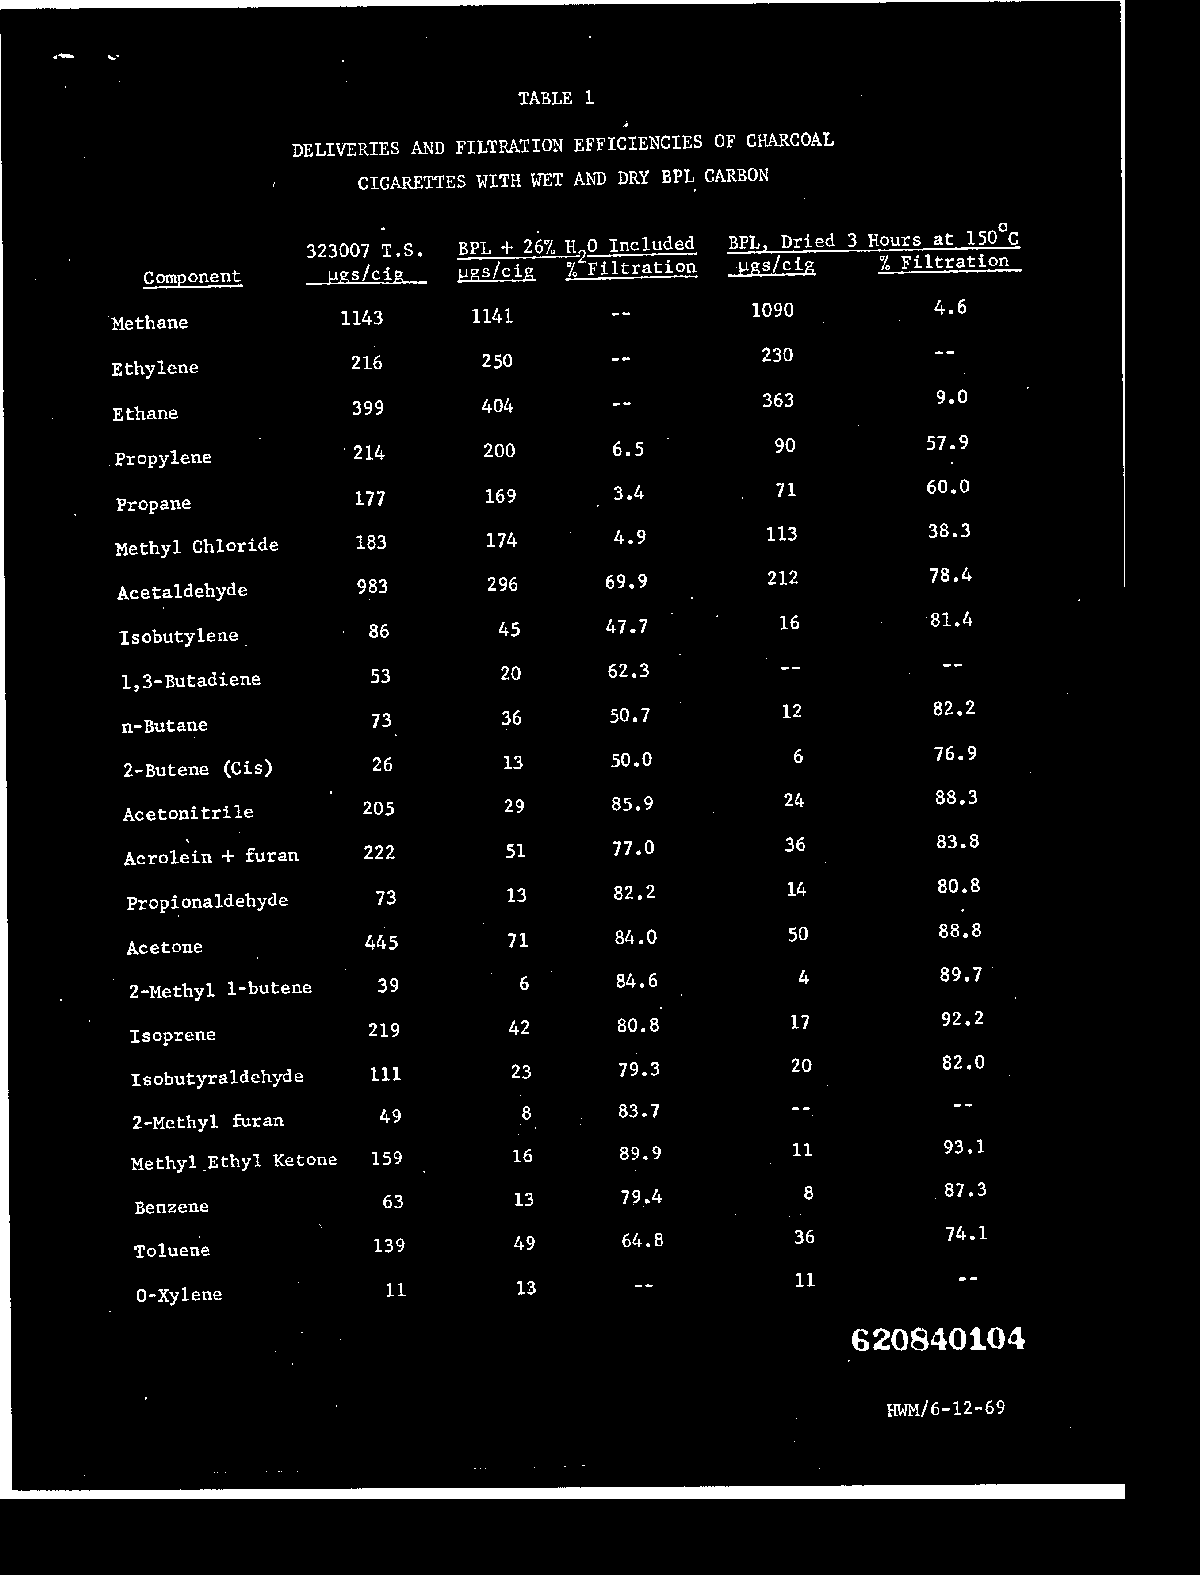 TABLE 1
DELIVERIES AND FILTRATION EFFICIENCIES OF CHARCOAL
CIGARETTES WITH WET AND DRY BPL CARBON
323007 T.S. BPL + 26% H2O Included BPL, Dried 3 Hours at 150°C
Component µgs/cig µgs/cig % Filtration µgs/cig % Filtration
Methane 1143 1141 -- 1090 4.6
Ethylene 216 250 -- 230 --
Ethane 399 404 -- 363 9.0
Propylene 214 200 6.5 90 57.9
Propane 177 169 3.4 71 60.0
Methyl Chloride 183 174 4.9 113 38.3
Acetaldehyde 983 296 69.9 212 78.4
Isobutylene 86 45 47.7 16 81.4
1,3-Butadiene 53 20 62.3 -- --
n-Butane 73 36 50.7 12 82.2
2-Butene (Cis) 26 13 50.0 6 76.9
Acetonitrile 205 29 85.9 24 88.3
Acrolein + furan 222 51 77.0 36 83.8
Propionaldehyde 73 13 82.2 14 80.8
Acetone 445 71 84.0 50 88.8
2-Methyl 1-butene 39 6 84.6 4 89.7
Isoprene 219 42 80.8 17 92.2
Isobutyraldehyde 111 23 79.3 20 82.0
2-Methyl furan 49 8 83.7 -- --
Methyl Ethyl Ketone 159 16 89.9 11 93.1
Benzene 63 13 79.4 8 87.3
Toluene 139 49 64.8 36 74.1
O-Xylene 11 13 -- 11 --
620840104
HWM/6-12-69